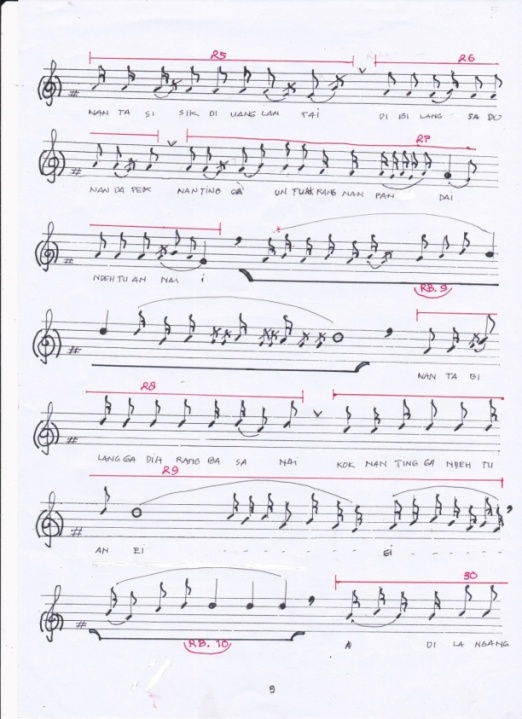 25 26
NAN TA SI SIK DI UANG LAN TAI DI BI LANG SA DO
27
NAN DA PEK NAN TING GA UN TUAK RANG NAN PAN DAI
NDEH TU AN NAI i
RB. 9
NAN TA BI
28
LANG GA DIA RANG BA SA NAI KOK NAN TING GA NDEH TU
29
AN EI - - - - - - - - - EI - - - - -
30
RB. 10
A DI LA NGANG
5